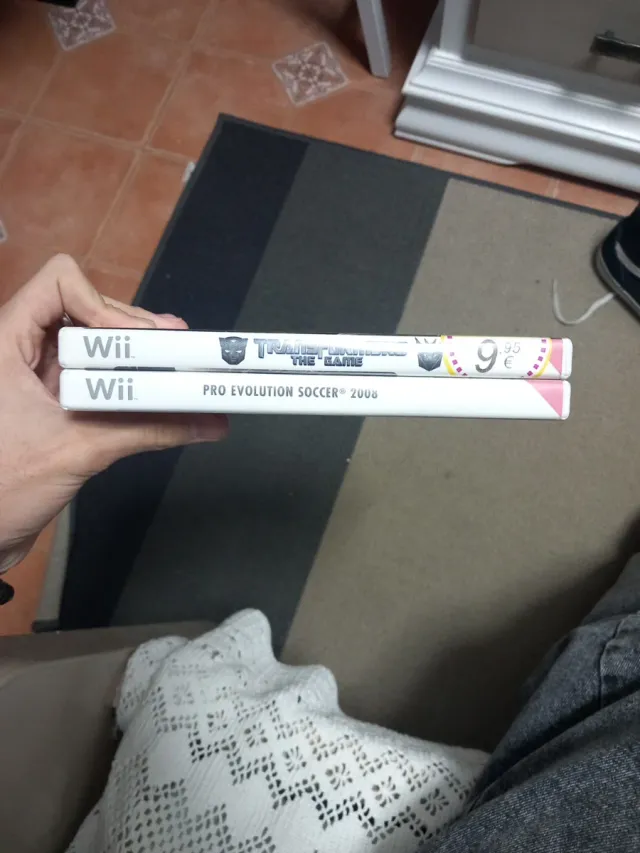 Wii
TRANSFORMERS
THE GAME
9.95
€
Wii
PRO EVOLUTION SOCCER® 2008